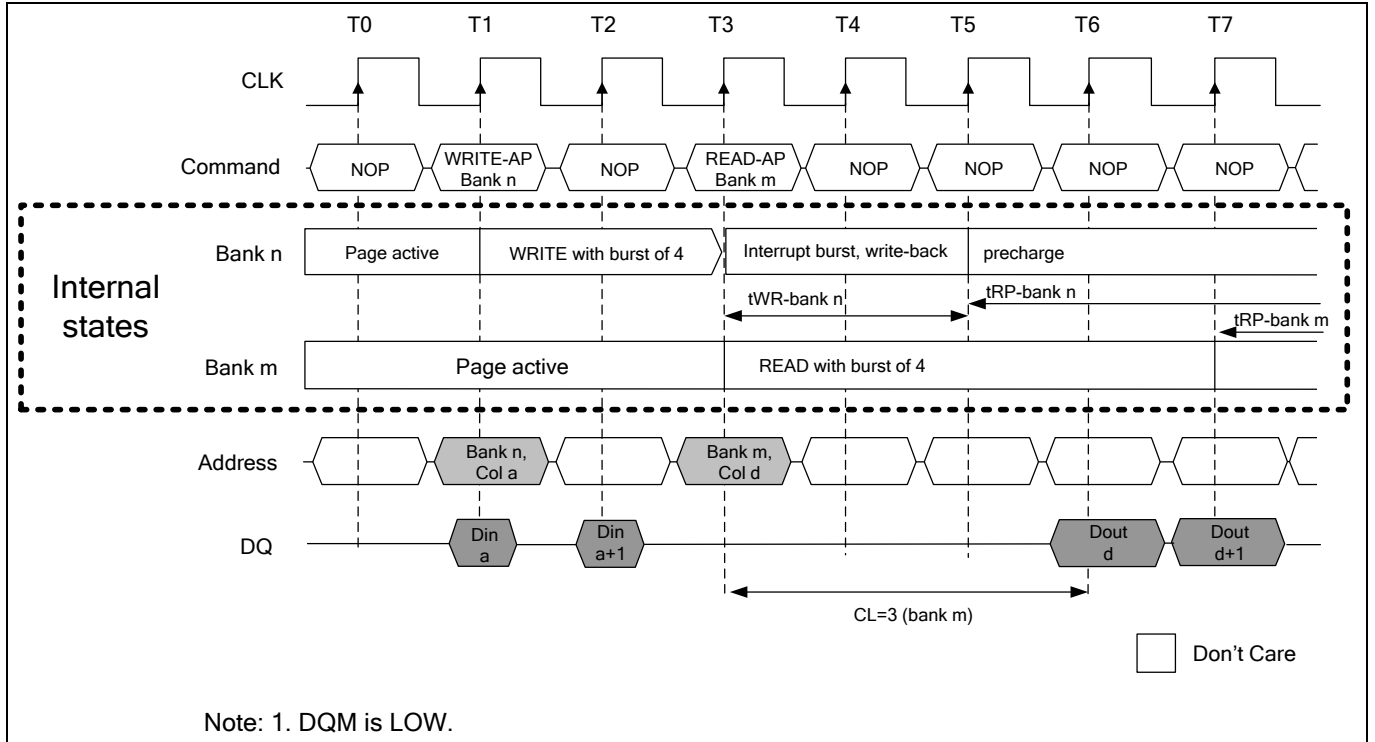 T0 T1 T2 T3 T4 T5 T6 T7
CLK
Command
NOP
WRITE-AP
Bank n
NOP
READ-AP
Bank m
NOP
NOP
NOP
NOP
Internal
states
Bank n
Page active
WRITE with burst of 4
Interrupt burst, write-back
precharge
tWR-bank n
tRP-bank n
tRP-bank m
Bank m
Page active
READ with burst of 4
Address
Bank n,
Col a
Bank m,
Col d
DQ
Din
a
Din
a+1
Dout
d
Dout
d+1
CL=3 (bank m)
Don't Care
Note: 1. DQM is LOW.